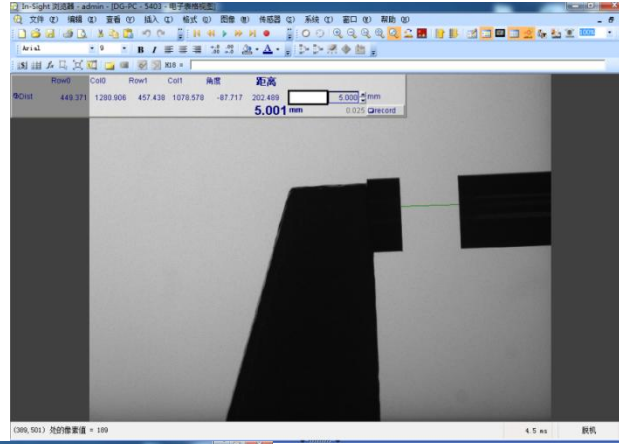 In-Sight 浏览器 - admin - [DG-PC - 5403 - 电子表格视图]
文件 (F) 编辑 (E) 查看 (V) 插入 (I) 格式 (O) 图像 (M) 传感器 (S) 系统 (Y) 窗口 (W) 帮助 (H)
Arial 9 B I
Row0 Col0 Row1 Col1 角度 距离
Dist 449.371 1280.906 457.438 1078.578 -87.717 202.489 5.000 mm
5.001 mm 0.025 record
(389,501) 处的像素值 = 189 4.5 ms 脱机